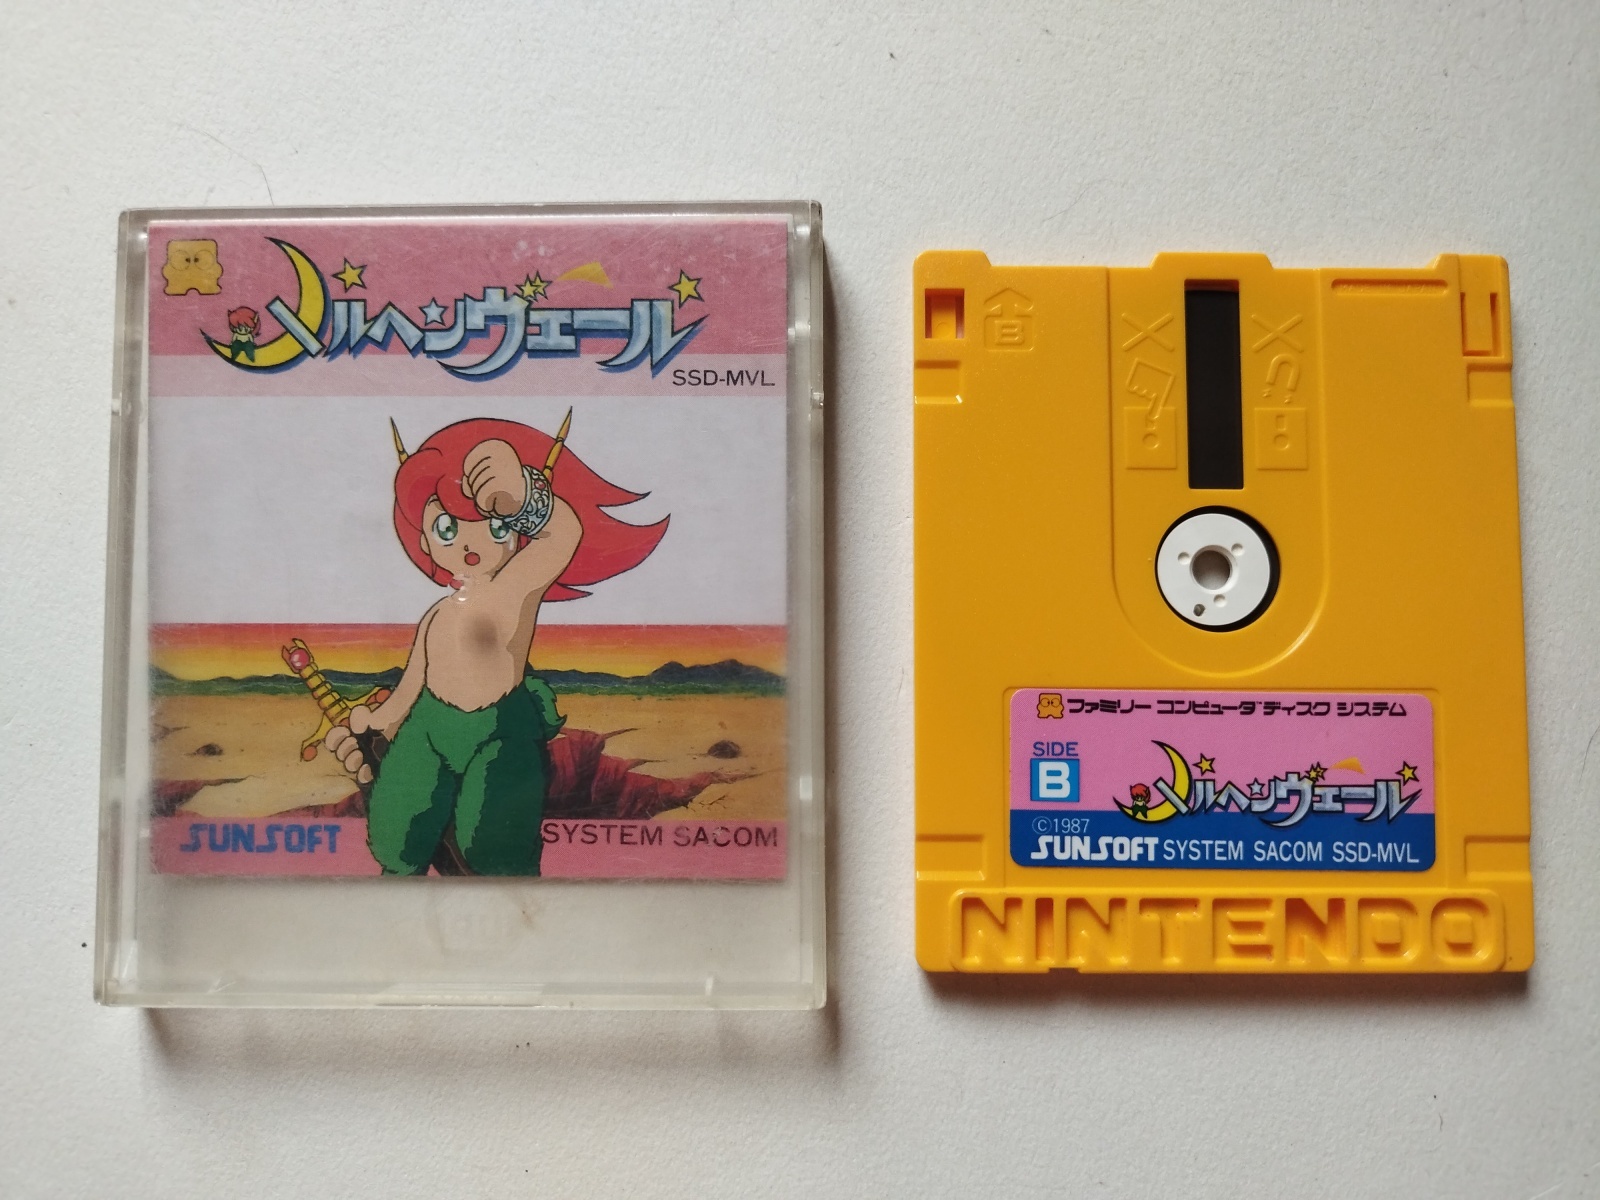 メルヘンヴェール
SSD-MVL
SUNSOFT
SYSTEM SACOM
B
ファミリー コンピュータ ディスク システム
SIDE
B
メルヘンヴェール
©1987
SUNSOFT SYSTEM SACOM SSD-MVL
NINTENDO